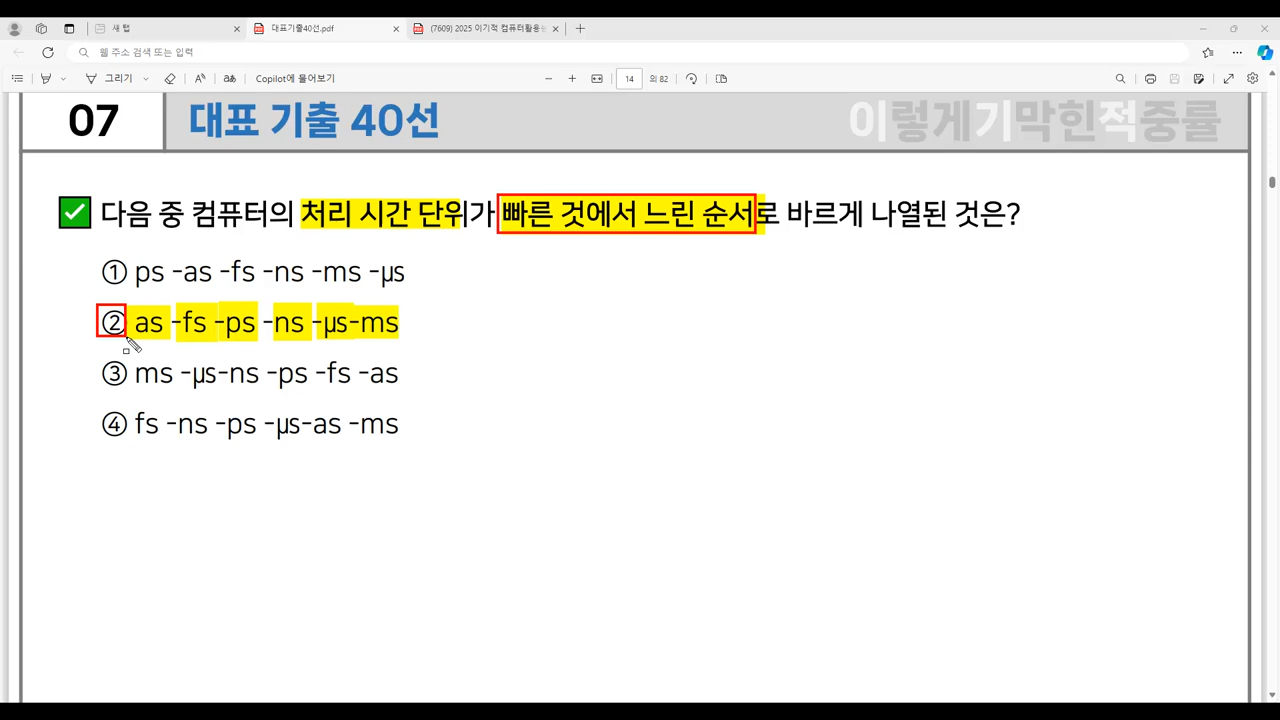 새 탭
대표기출40선.pdf
(7609) 2025 이기적 컴퓨터활용능
웹 주소 검색 또는 입력
그리기
aあ
Copilot에 물어보기
14
외 82
07
대표 기출 40선
이렇게기막힌적중률
다음 중 컴퓨터의 처리 시간 단위가 빠른 것에서 느린 순서로 바르게 나열된 것은?
① ps -as -fs -ns -ms -µs
② as -fs -ps -ns -µs-ms
③ ms -µs-ns -ps -fs -as
④ fs -ns -ps -µs-as -ms